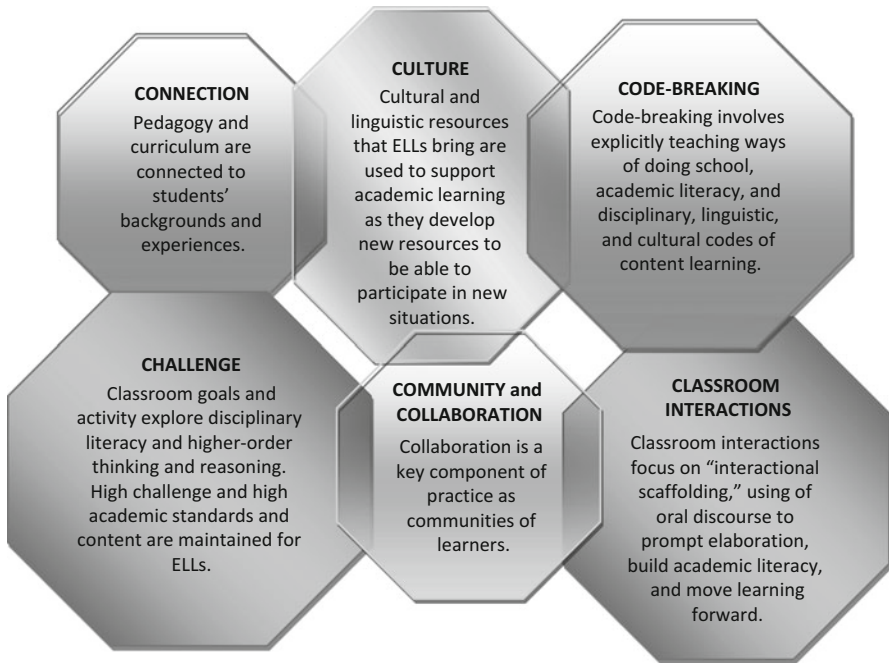 CONNECTION
Pedagogy and
curriculum are
connected to
students’
backgrounds and
experiences.
CULTURE
Cultural and
linguistic resources
that ELLs bring are
used to support
academic learning
as they develop
new resources to
be able to
participate in new
situations.
CODE-BREAKING
Code-breaking involves
explicitly teaching ways
of doing school,
academic literacy, and
disciplinary, linguistic,
and cultural codes of
content learning.
CHALLENGE
Classroom goals and
activity explore disciplinary
literacy and higher-order
thinking and reasoning.
High challenge and high
academic standards and
content are maintained for
ELLs.
COMMUNITY and
COLLABORATION
Collaboration is a
key component of
practice as
communities of
learners.
CLASSROOM
INTERACTIONS
Classroom interactions
focus on “interactional
scaffolding,” using of
oral discourse to
prompt elaboration,
build academic literacy,
and move learning
forward.